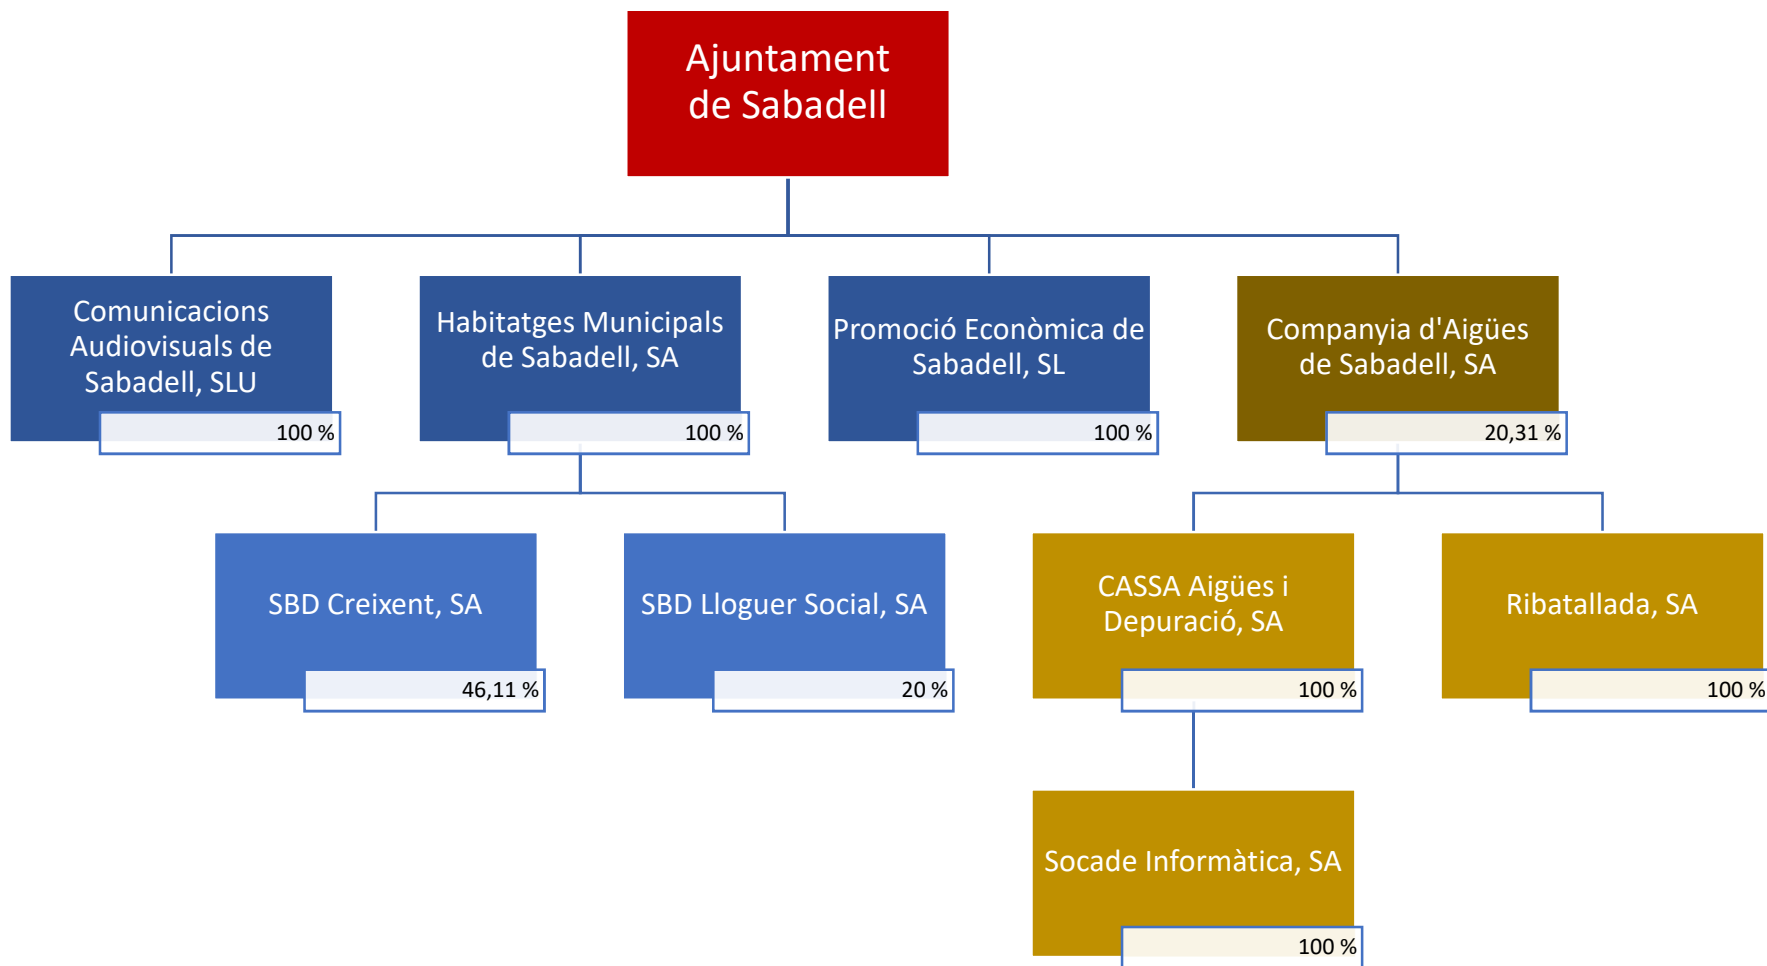 Ajuntament
de Sabadell
Comunicacions
Audiovisuals de
Sabadell, SLU
100 %
Habitatges Municipals
de Sabadell, SA
100 %
Promoció Econòmica de
Sabadell, SL
100 %
Companyia d'Aigües
de Sabadell, SA
20,31 %
SBD Creixent, SA
46,11 %
SBD Lloguer Social, SA
20 %
CASSA Aigües i
Depuració, SA
100 %
Ribatallada, SA
100 %
Socade Informàtica, SA
100 %